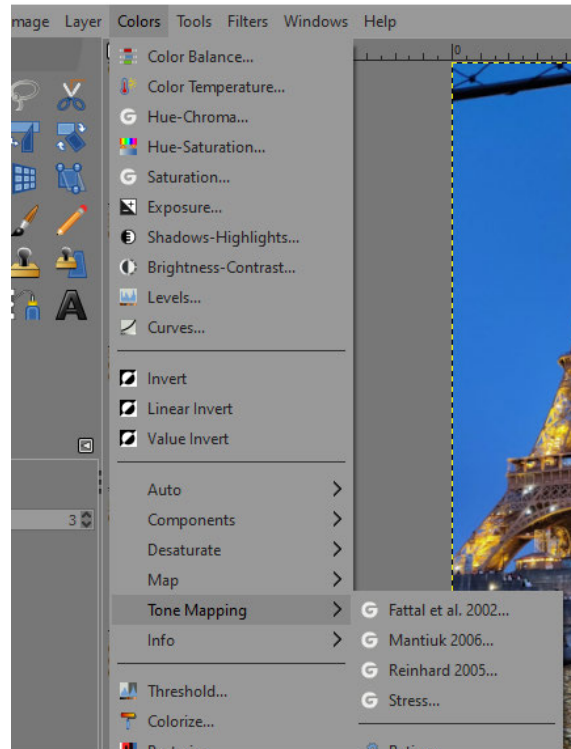 mage Layer Colors Tools Filters Windows Help
0
Color Balance...
Color Temperature...
Hue-Chroma...
Hue-Saturation...
Saturation...
Exposure...
Shadows-Highlights...
Brightness-Contrast...
Levels...
Curves...
Invert
Linear Invert
Value Invert
Auto
3
Components
Desaturate
Map
Tone Mapping
Fattal et al. 2002...
Info
Mantiuk 2006...
Reinhard 2005...
Threshold...
Stress...
Colorize...